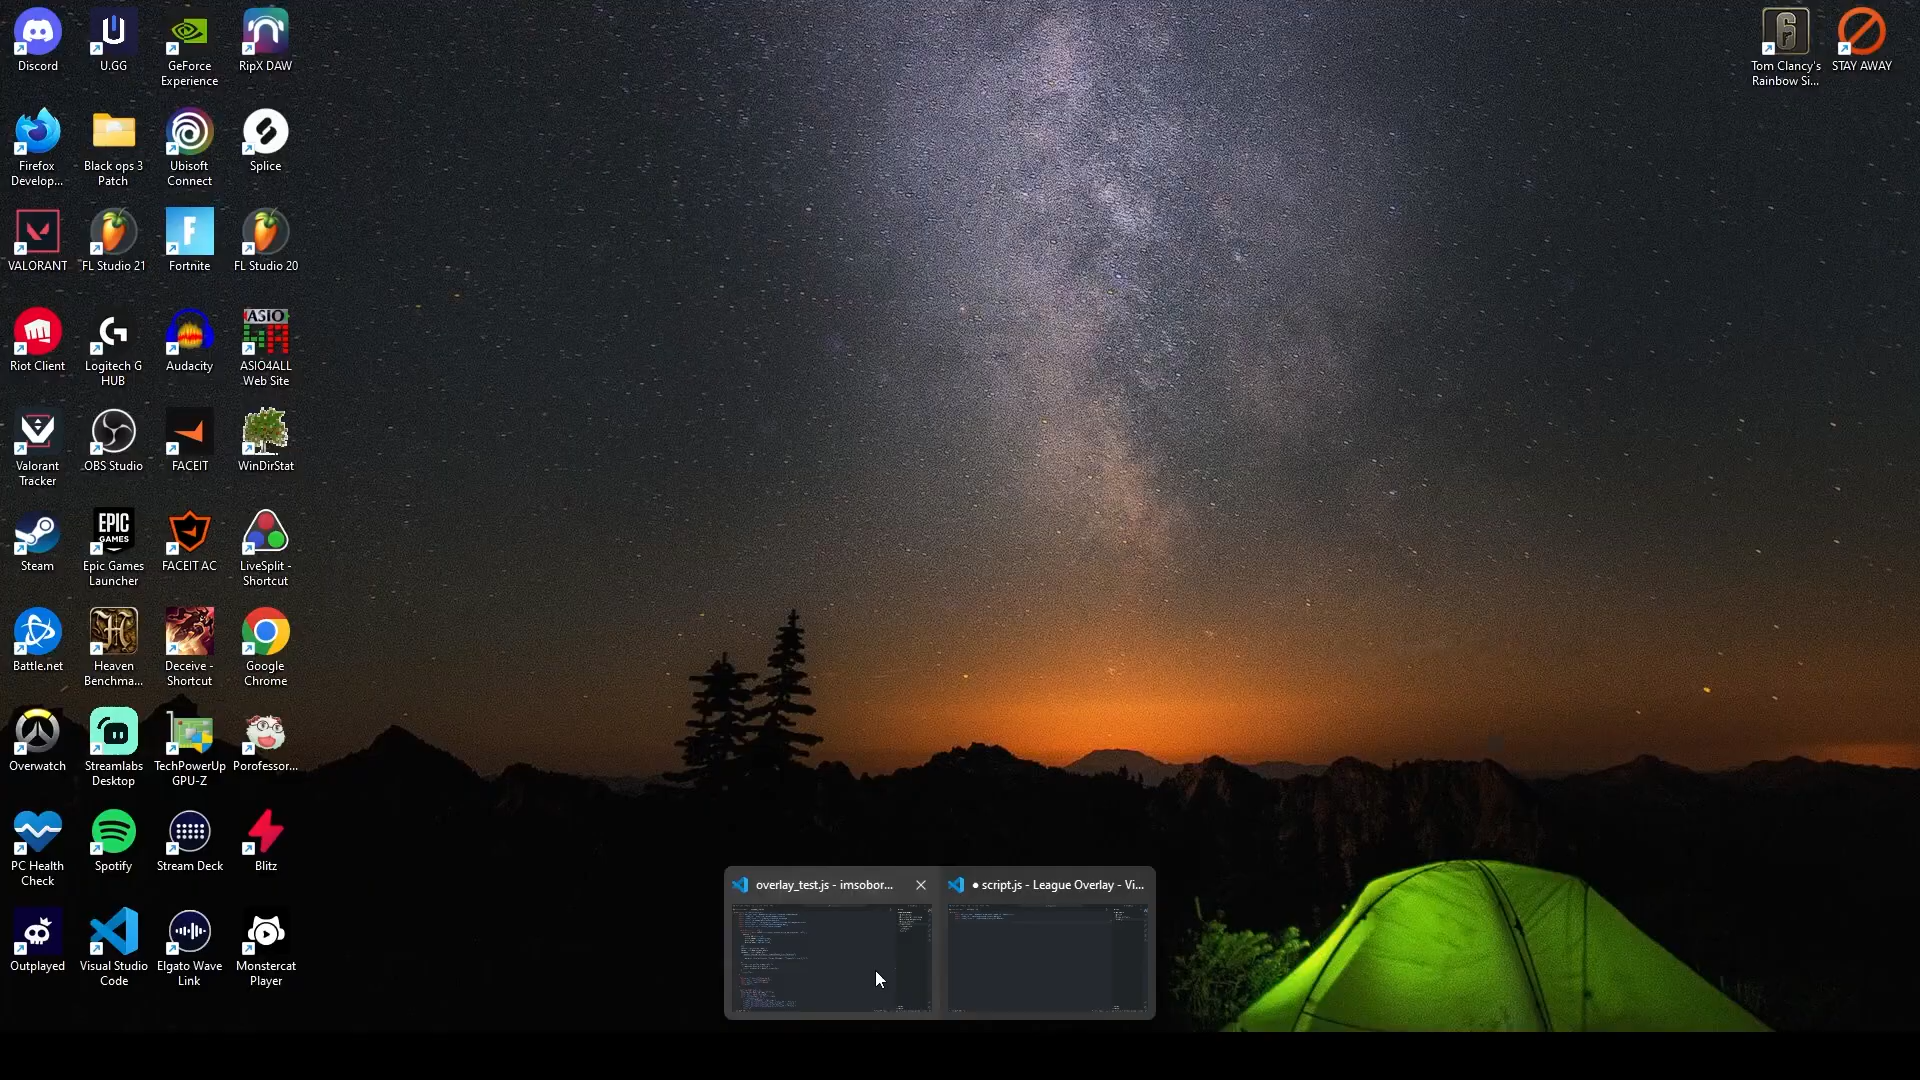 Discord
U.GG
GeForce
Experience
RipX DAW
Tom Clancy's
Rainbow Si...
STAY AWAY
Firefox
Develop...
Black ops 3
Patch
Ubisoft
Connect
Splice
VALORANT
FL Studio 21
Fortnite
FL Studio 20
Riot Client
Logitech G
HUB
Audacity
ASIO
ASIO4ALL
Web Site
Valorant
Tracker
OBS Studio
FACEIT
WinDirStat
Steam
EPIC
GAMES
Epic Games
Launcher
FACEIT AC
LiveSplit -
Shortcut
Battle.net
Heaven
Benchma...
Deceive -
Shortcut
Google
Chrome
Overwatch
Streamlabs
Desktop
TechPowerUp
GPU-Z
Porofessor...
PC Health
Check
Spotify
Stream Deck
Blitz
overlay_test.js - imsobor...
● script.js - League Overlay - Vi...
Outplayed
Visual Studio
Code
Elgato Wave
Link
Monstercat
Player